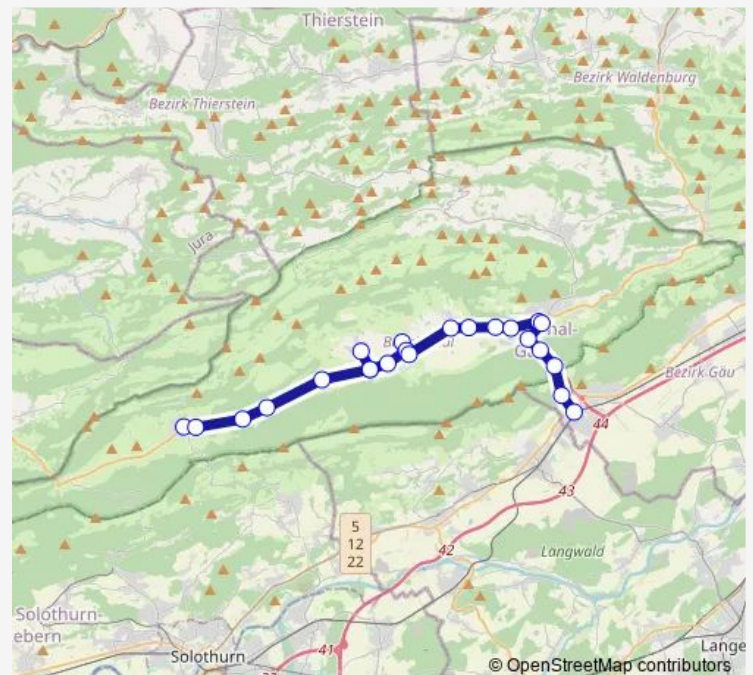 Thierstein
Bezirk Waldenburg
Bezirk Thierstein
Jura
hal-
Bezirk Gäu
44
43
5
12
22
42
Langwald
Solothurn-
ebern
Solothurn
41
Lange
© OpenStreetMap contributors